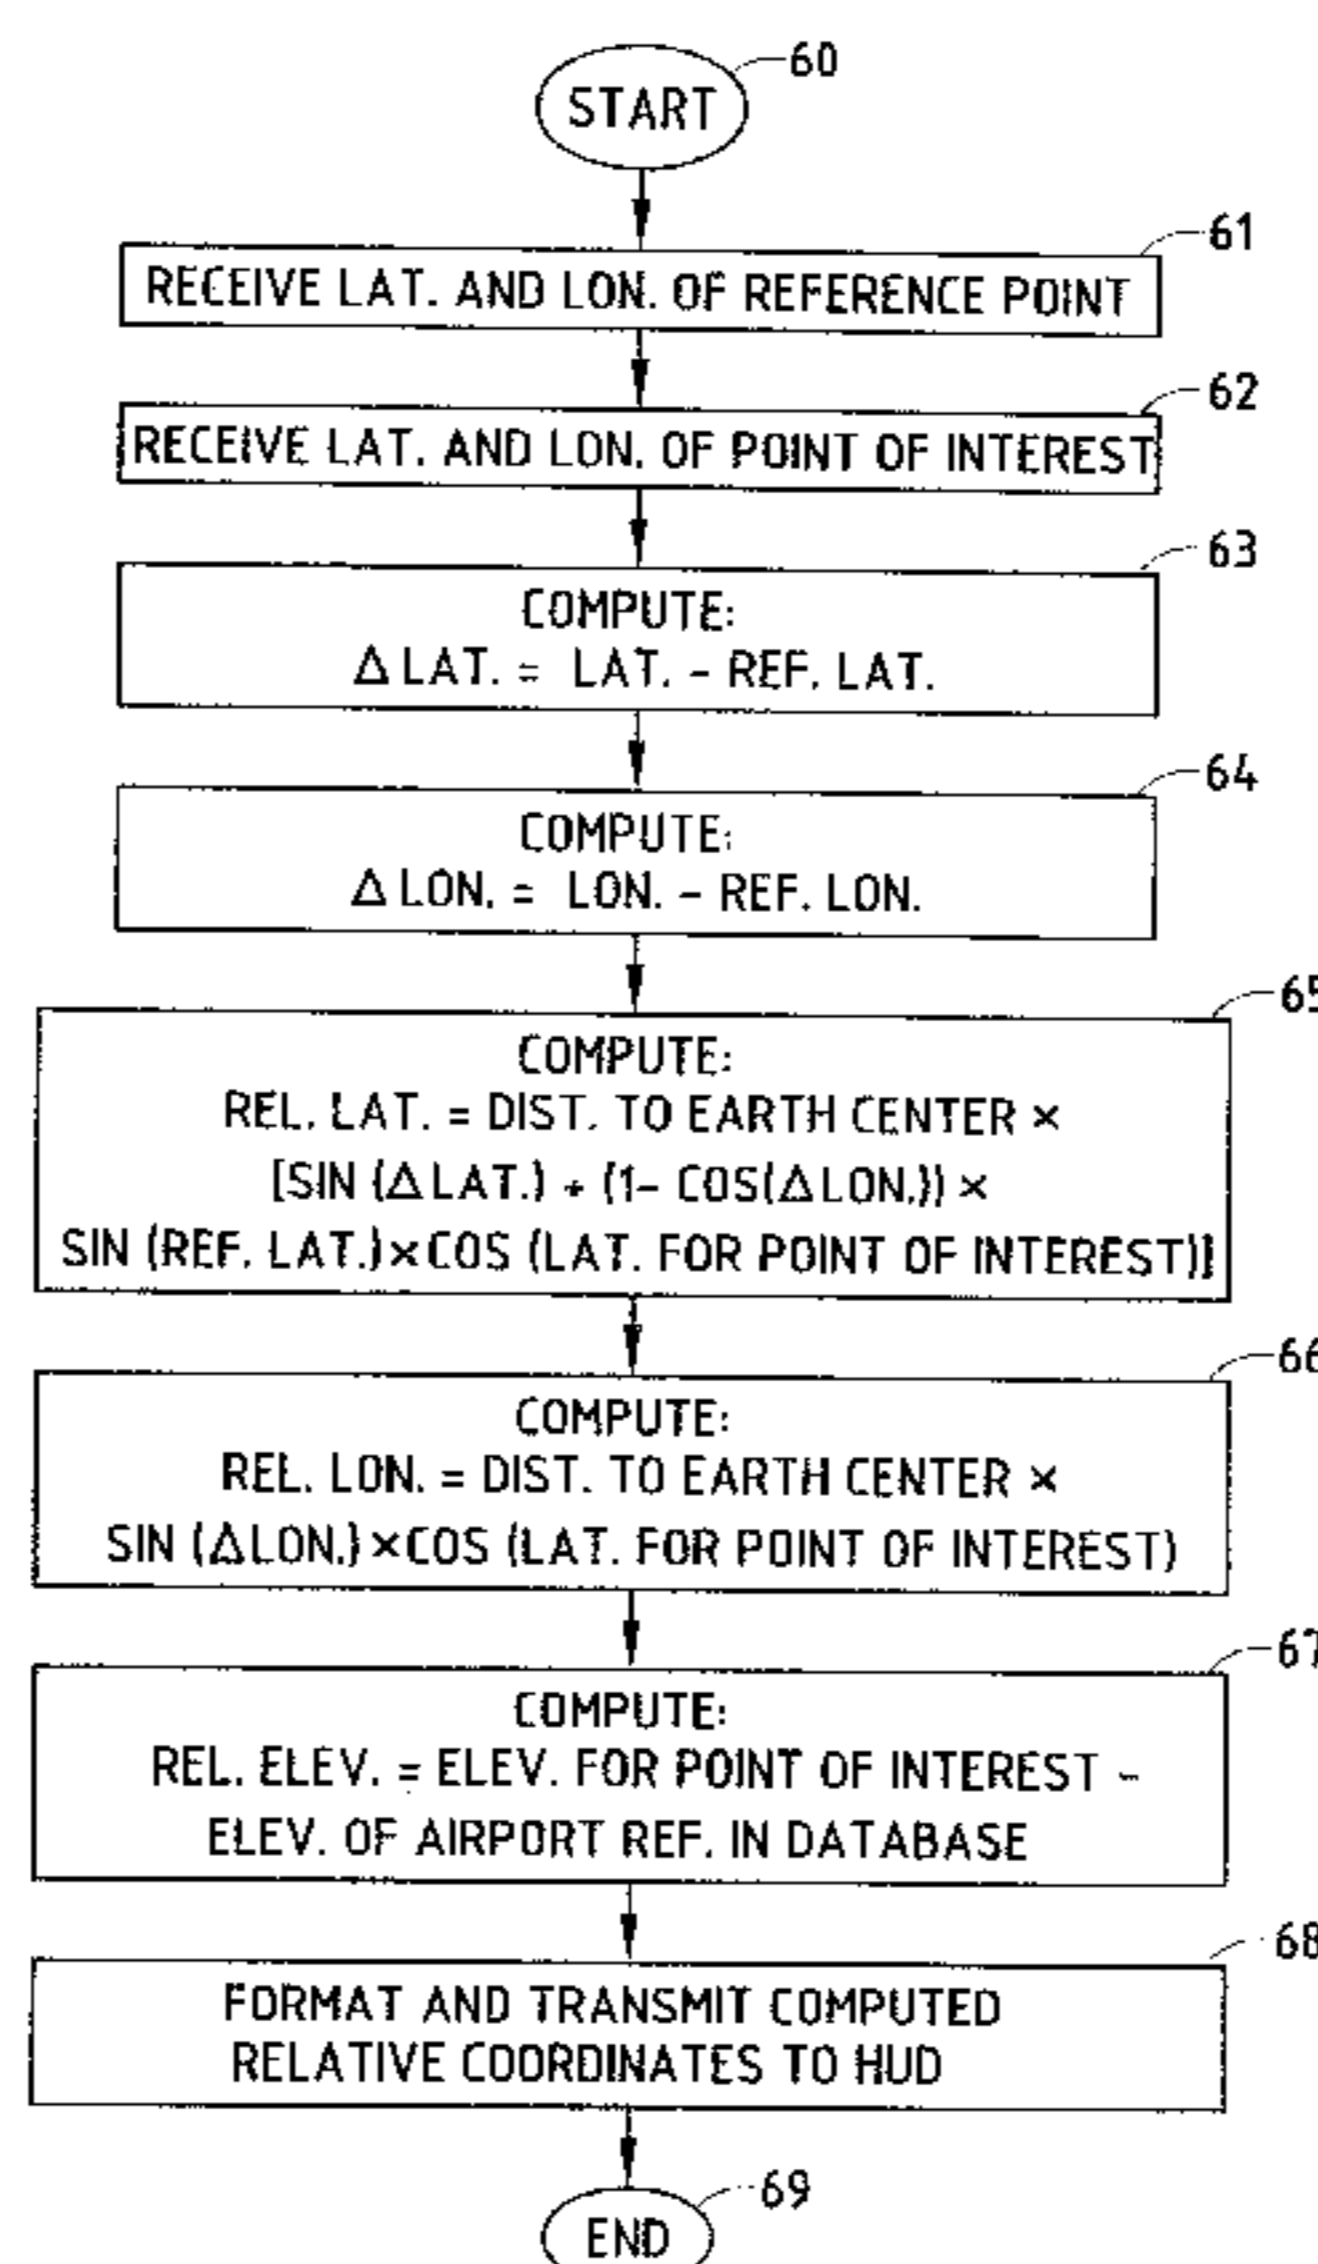 60
START
61
RECEIVE LAT. AND LON. OF REFERENCE POINT
62
RECEIVE LAT. AND LON. OF POINT OF INTEREST
63
COMPUTE:
Δ LAT. = LAT. - REF. LAT.
64
COMPUTE:
Δ LON. = LON. - REF. LON.
65
COMPUTE:
REL. LAT. = DIST. TO EARTH CENTER ×
[SIN (Δ LAT.) + (1- COS(Δ LON.)) ×
SIN (REF. LAT.)×COS (LAT. FOR POINT OF INTEREST)]
66
COMPUTE:
REL. LON. = DIST. TO EARTH CENTER ×
SIN (ΔLON.)×COS (LAT. FOR POINT OF INTEREST)
67
COMPUTE:
REL. ELEV. = ELEV. FOR POINT OF INTEREST -
ELEV. OF AIRPORT REF. IN DATABASE
68
FORMAT AND TRANSMIT COMPUTED
RELATIVE COORDINATES TO HUD
69
END